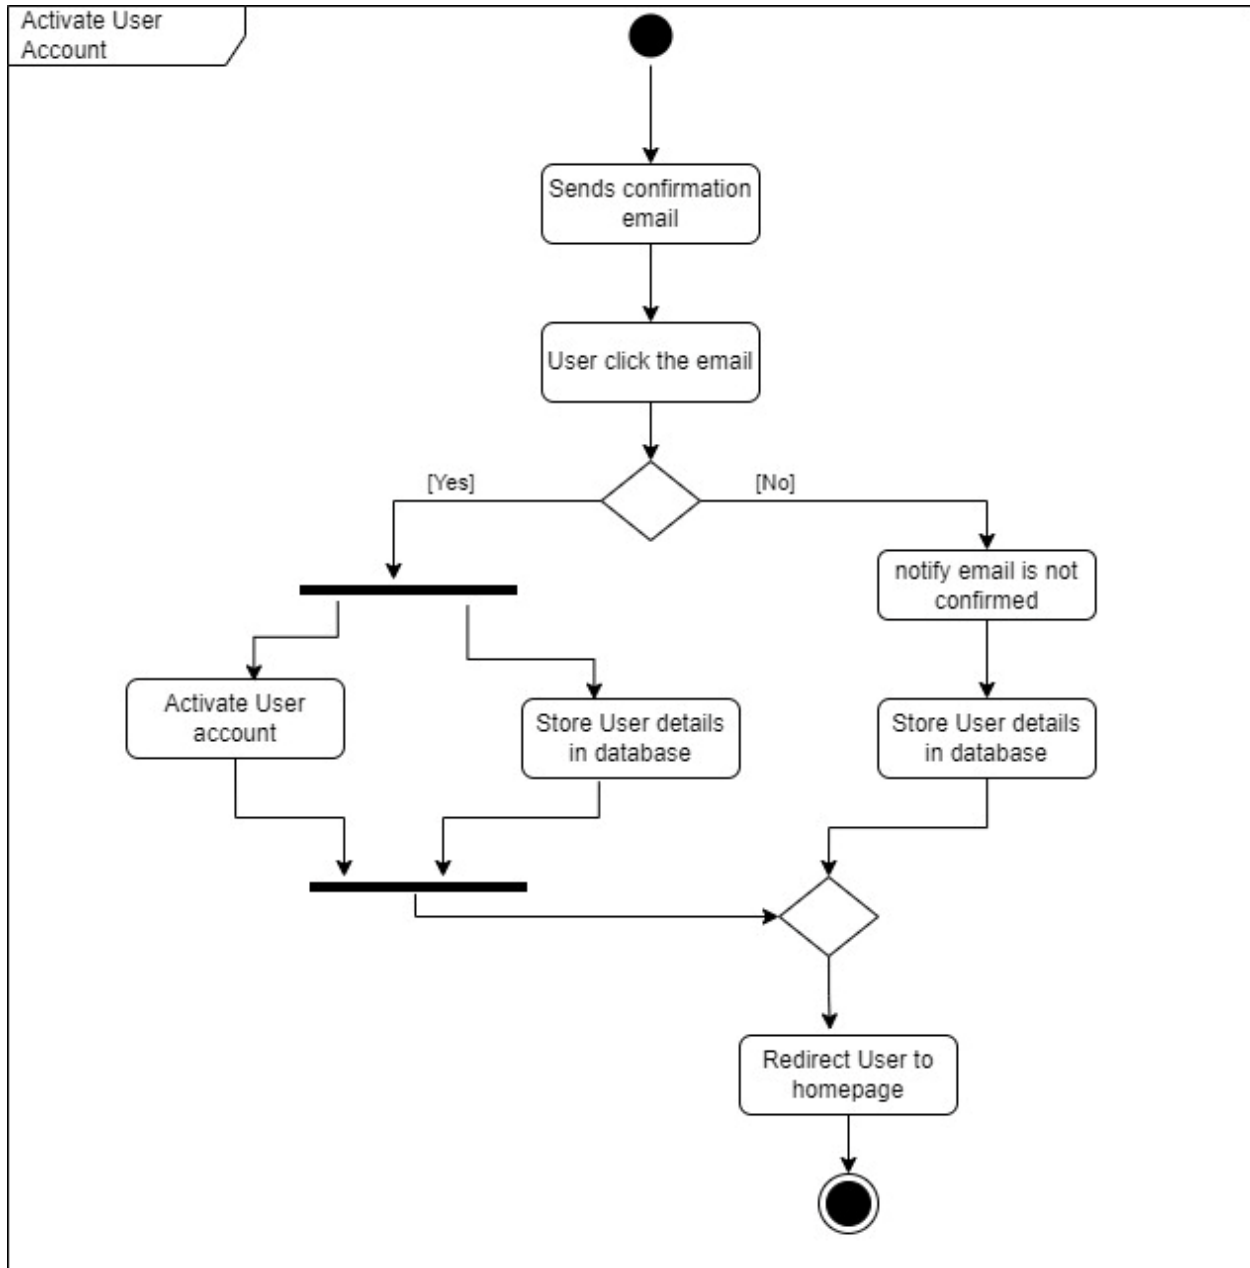 Activate User
Account
Sends confirmation
email
User click the email
[Yes]
[No]
notify email is not
confirmed
Activate User
account
Store User details
in database
Store User details
in database
Redirect User to
homepage